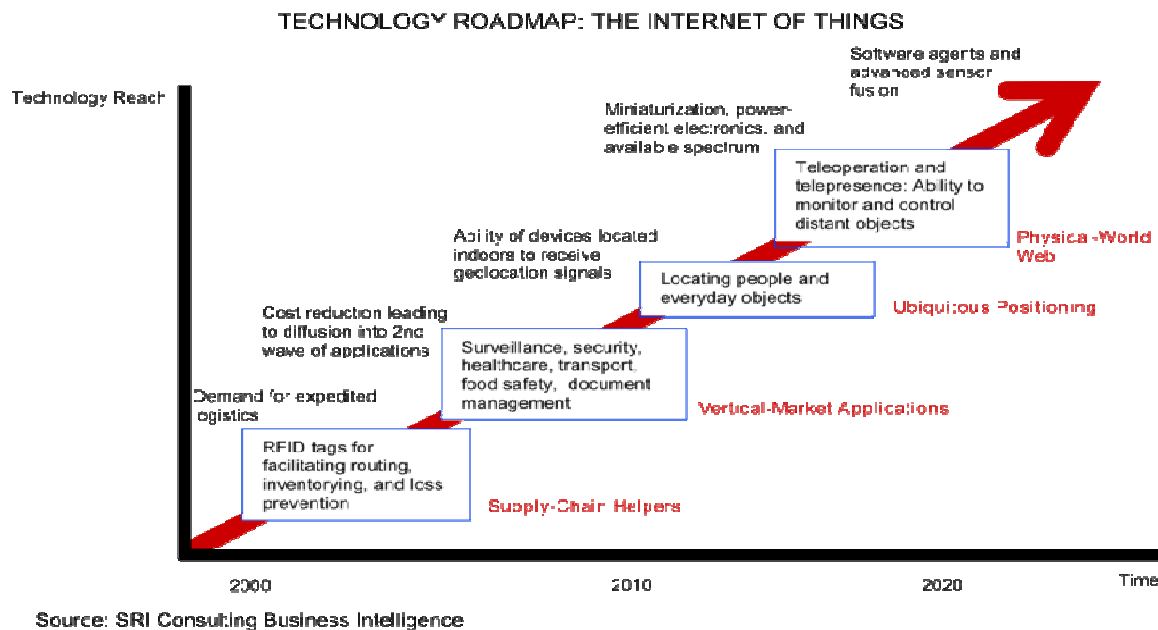 TECHNOLOGY ROADMAP: THE INTERNET OF THINGS
Software agents and
advanced sensor
fusion
Technology Reach
Miniaturization, power-
efficient electronics, and
available spectrum
Teleoperation and
telepresence: Ability to
monitor and control
distant objects
Physical-World
Web
Ability of devices located
indoors to receive
geolocation signals
Locating people and
everyday objects
Ubiquitous Positioning
Cost reduction leading
to diffusion into 2nd
wave of applications
Surveillance, security,
healthcare, transport,
food safety, document
management
Vertical-Market Applications
Demand for expedited
logistics
RFID tags for
facilitating routing,
inventorying, and loss
prevention
Supply-Chain Helpers
2000
2010
2020
Time
Source: SRI Consulting Business Intelligence